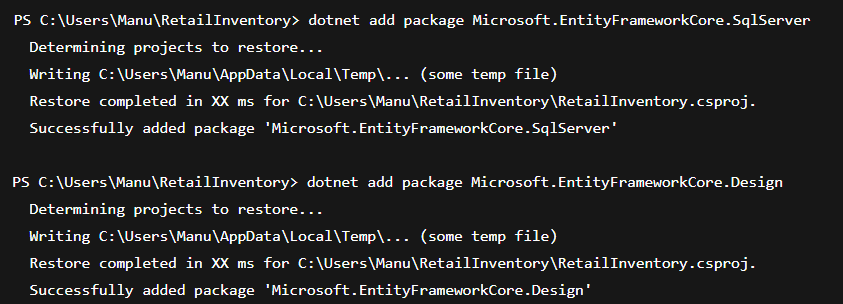 PS C:\Users\Manu\RetailInventory> dotnet add package Microsoft.EntityFrameworkCore.SqlServer
Determining projects to restore...
Writing C:\Users\Manu\AppData\Local\Temp\... (some temp file)
Restore completed in XX ms for C:\Users\Manu\RetailInventory\RetailInventory.csproj.
Successfully added package 'Microsoft.EntityFrameworkCore.SqlServer'
PS C:\Users\Manu\RetailInventory> dotnet add package Microsoft.EntityFrameworkCore.Design
Determining projects to restore...
Writing C:\Users\Manu\AppData\Local\Temp\... (some temp file)
Restore completed in XX ms for C:\Users\Manu\RetailInventory\RetailInventory.csproj.
Successfully added package 'Microsoft.EntityFrameworkCore.Design'